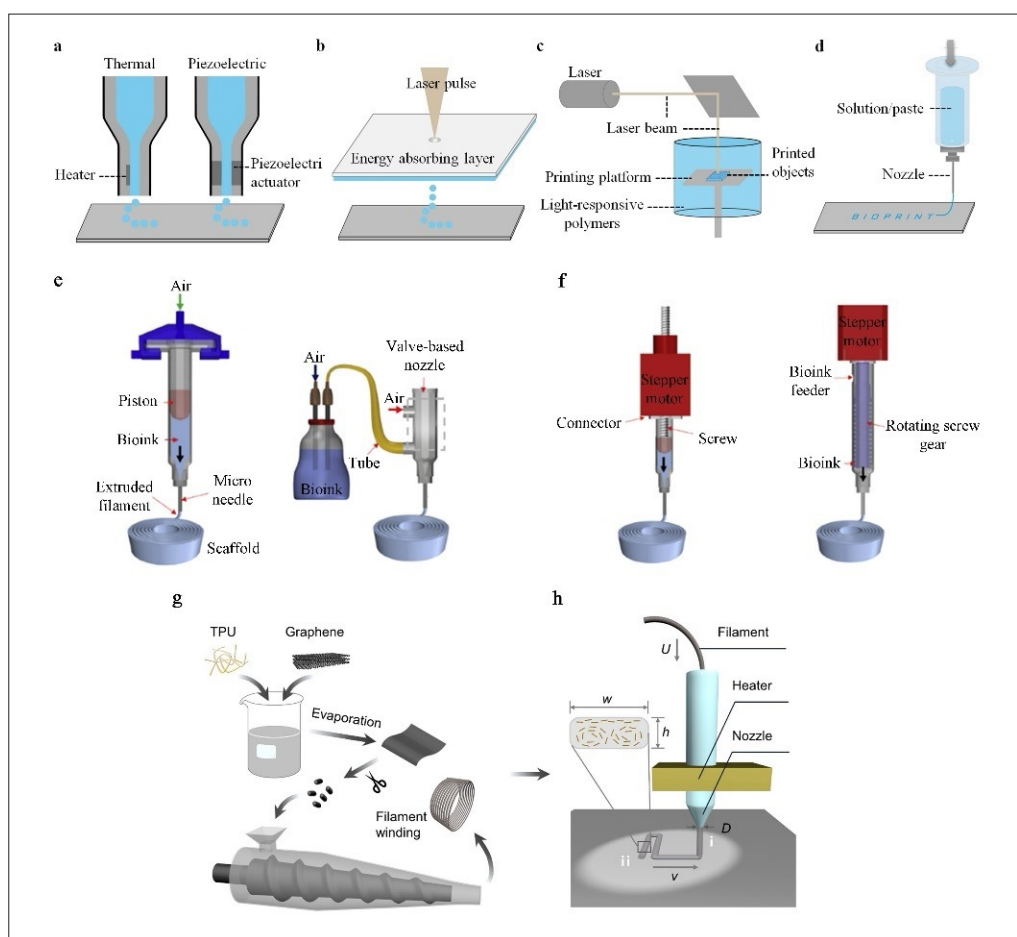 a
Thermal
Piezoelectric
Heater
Piezoelectri
actuator
b
Laser pulse
Energy absorbing layer
c
Laser
Laser beam
Printing platform
Printed
objects
Light-responsive
polymers
d
Solution/paste
Nozzle
BIOPRINT
e
Air
Piston
Bioink
Extruded
filament
Micro
needle
Scaffold
Air
Valve-based
nozzle
Air
Tube
Bioink
f
Stepper
motor
Connector
Screw
Stepper
motor
Bioink
feeder
Rotating screw
gear
Bioink
g
TPU
Graphene
Evaporation
Filament
winding
h
U
Filament
w
h
Heater
Nozzle
D
i
ii
v